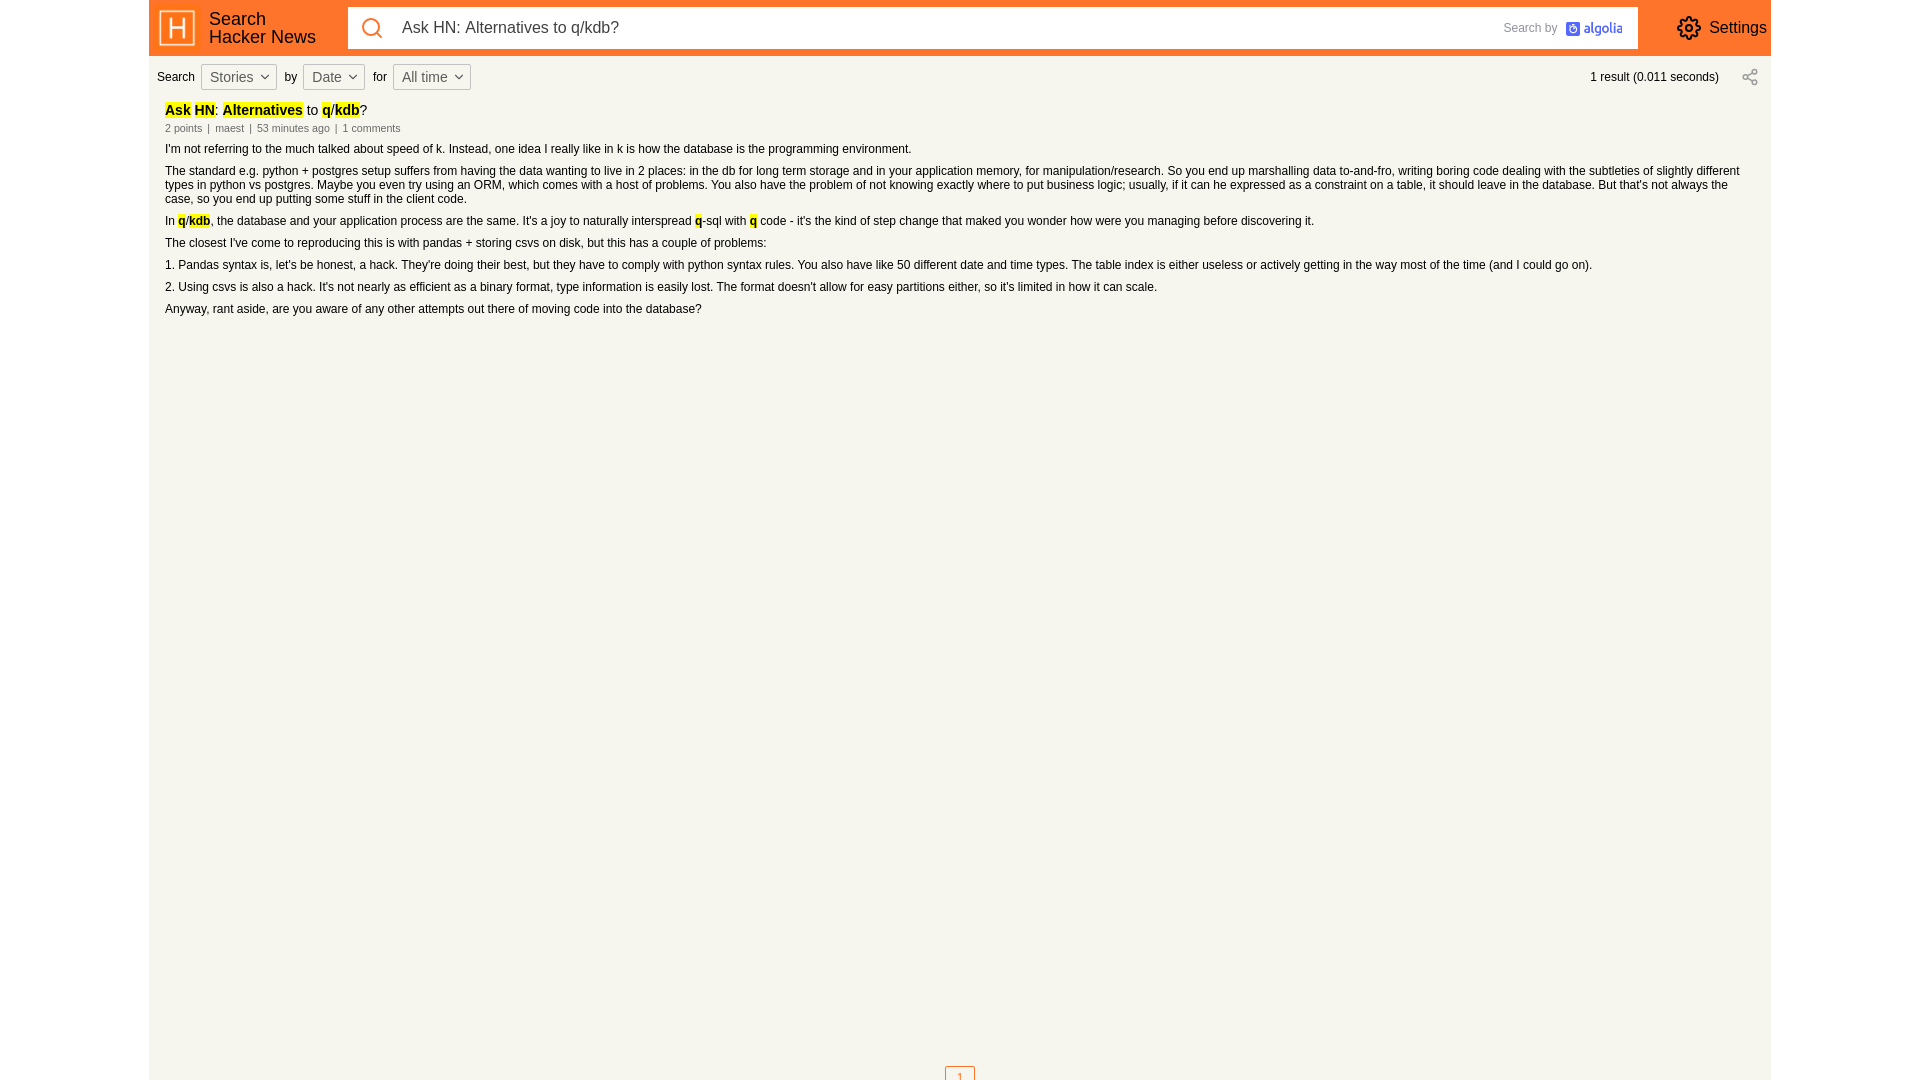 Search
Hacker News
Ask HN: Alternatives to q/kdb?
Search by algolia
Settings
Search Stories by Date for All time
1 result (0.011 seconds)
Ask HN: Alternatives to q/kdb?
2 points | maest | 53 minutes ago | 1 comments
I'm not referring to the much talked about speed of k. Instead, one idea I really like in k is how the database is the programming environment.
The standard e.g. python + postgres setup suffers from having the data wanting to live in 2 places: in the db for long term storage and in your application memory, for manipulation/research. So you end up marshalling data to-and-fro, writing boring code dealing with the subtleties of slightly different
types in python vs postgres. Maybe you even try using an ORM, which comes with a host of problems. You also have the problem of not knowing exactly where to put business logic; usually, if it can he expressed as a constraint on a table, it should leave in the database. But that's not always the
case, so you end up putting some stuff in the client code.
In q/kdb, the database and your application process are the same. It's a joy to naturally interspread q-sql with q code - it's the kind of step change that maked you wonder how were you managing before discovering it.
The closest I've come to reproducing this is with pandas + storing csvs on disk, but this has a couple of problems:
1. Pandas syntax is, let's be honest, a hack. They're doing their best, but they have to comply with python syntax rules. You also have like 50 different date and time types. The table index is either useless or actively getting in the way most of the time (and I could go on).
2. Using csvs is also a hack. It's not nearly as efficient as a binary format, type information is easily lost. The format doesn't allow for easy partitions either, so it's limited in how it can scale.
Anyway, rant aside, are you aware of any other attempts out there of moving code into the database?
1